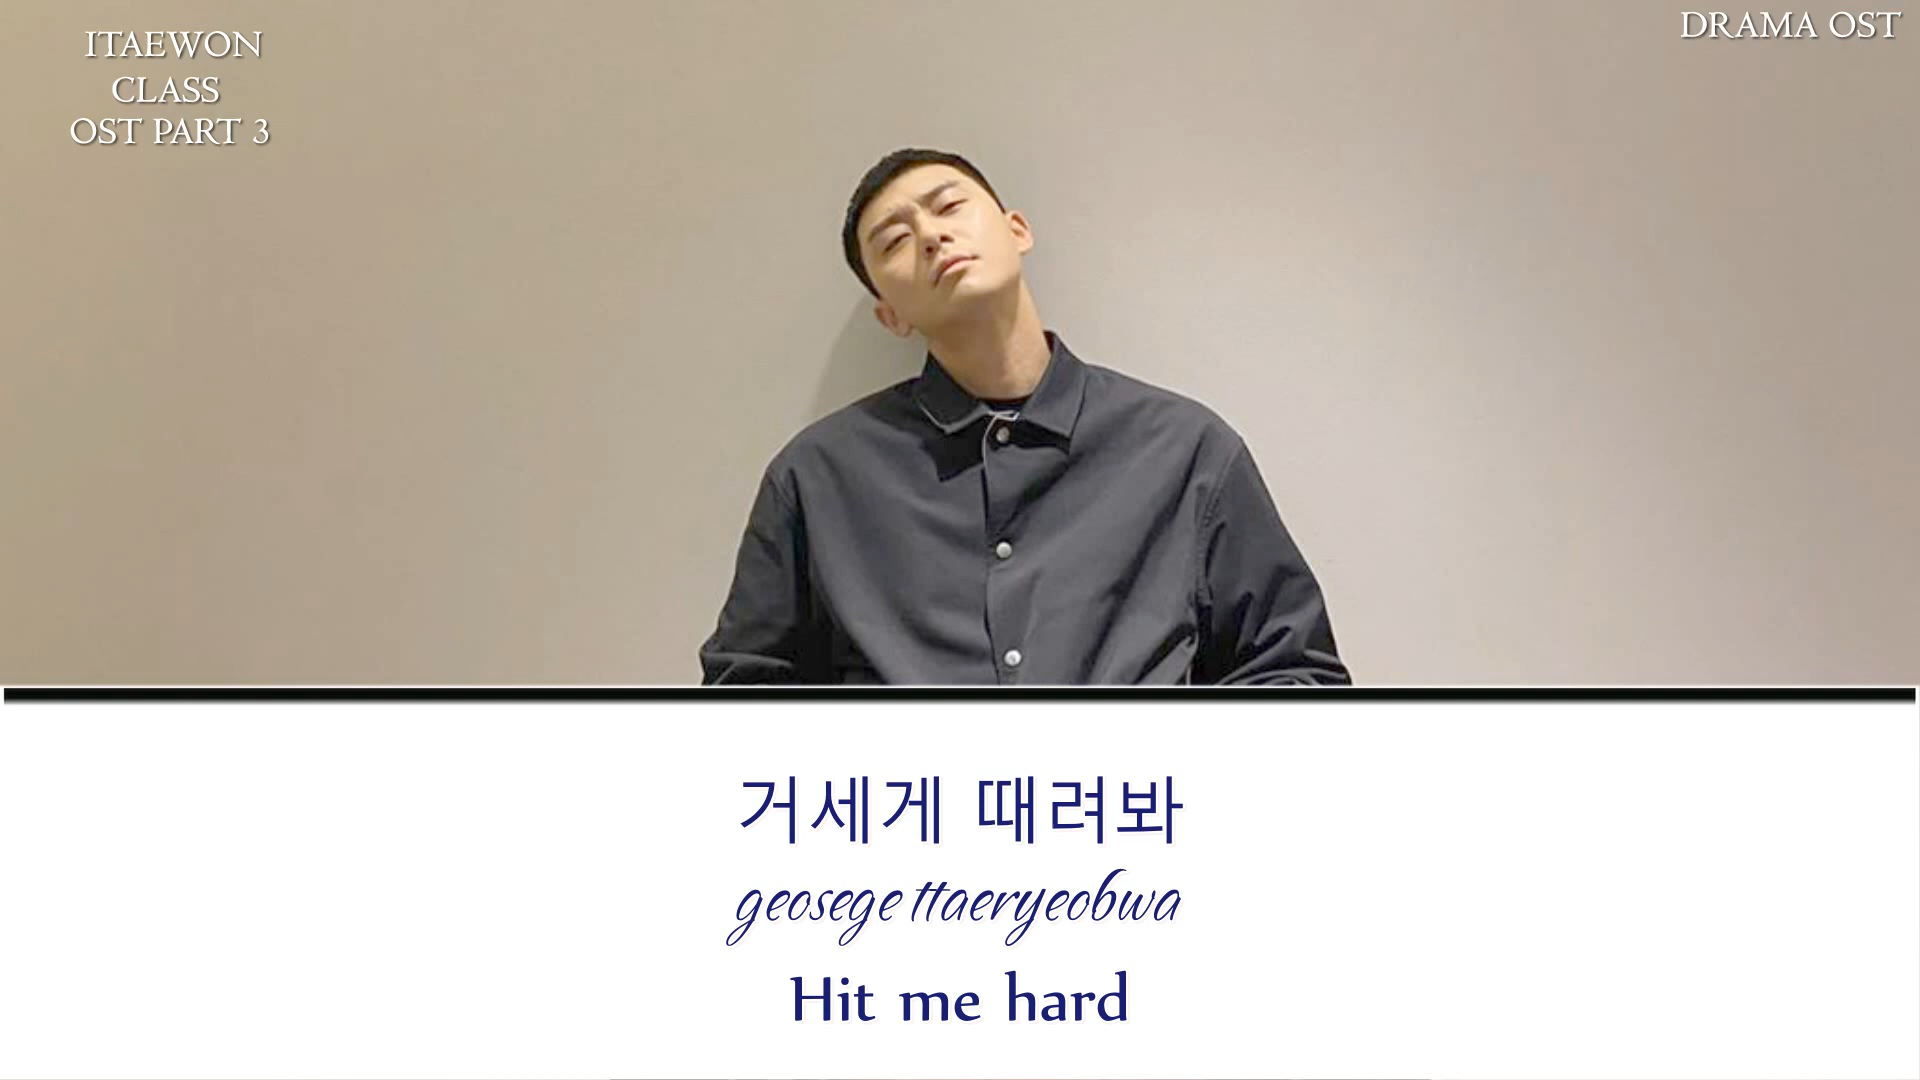 ITAEWON
CLASS
OST PART 3
DRAMA OST
거세게 때려봐
geosege ttaeryeobwa
Hit me hard